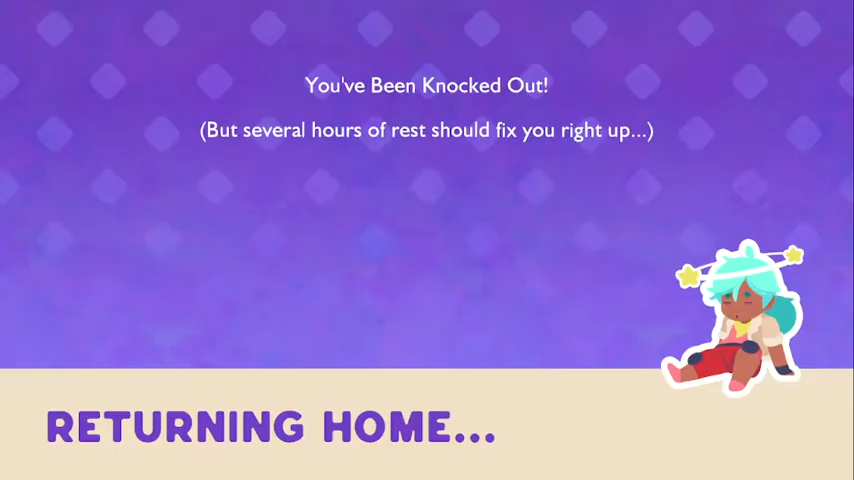 You've Been Knocked Out!
(But several hours of rest should fix you right up...)
RETURNING HOME...